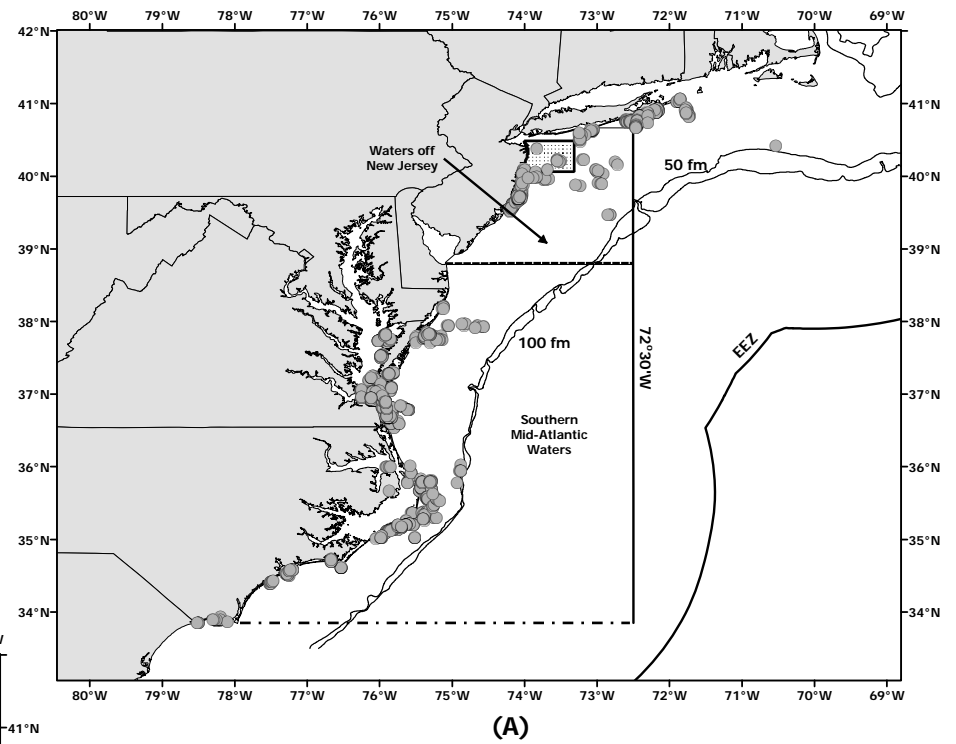 80°W 79°W 78°W 77°W 76°W 75°W 74°W 73°W 72°W 71°W 70°W 69°W
42°N 42°N
41°N 41°N
Waters off
New Jersey
50 fm
40°N 40°N
39°N 39°N
38°N 38°N
100 fm
72°30'W
EEZ
37°N 37°N
Southern
Mid-Atlantic
Waters
36°N 36°N
35°N 35°N
34°N 34°N
80°W 79°W 78°W 77°W 76°W 75°W 74°W 73°W 72°W 71°W 70°W 69°W
41°N
(A)